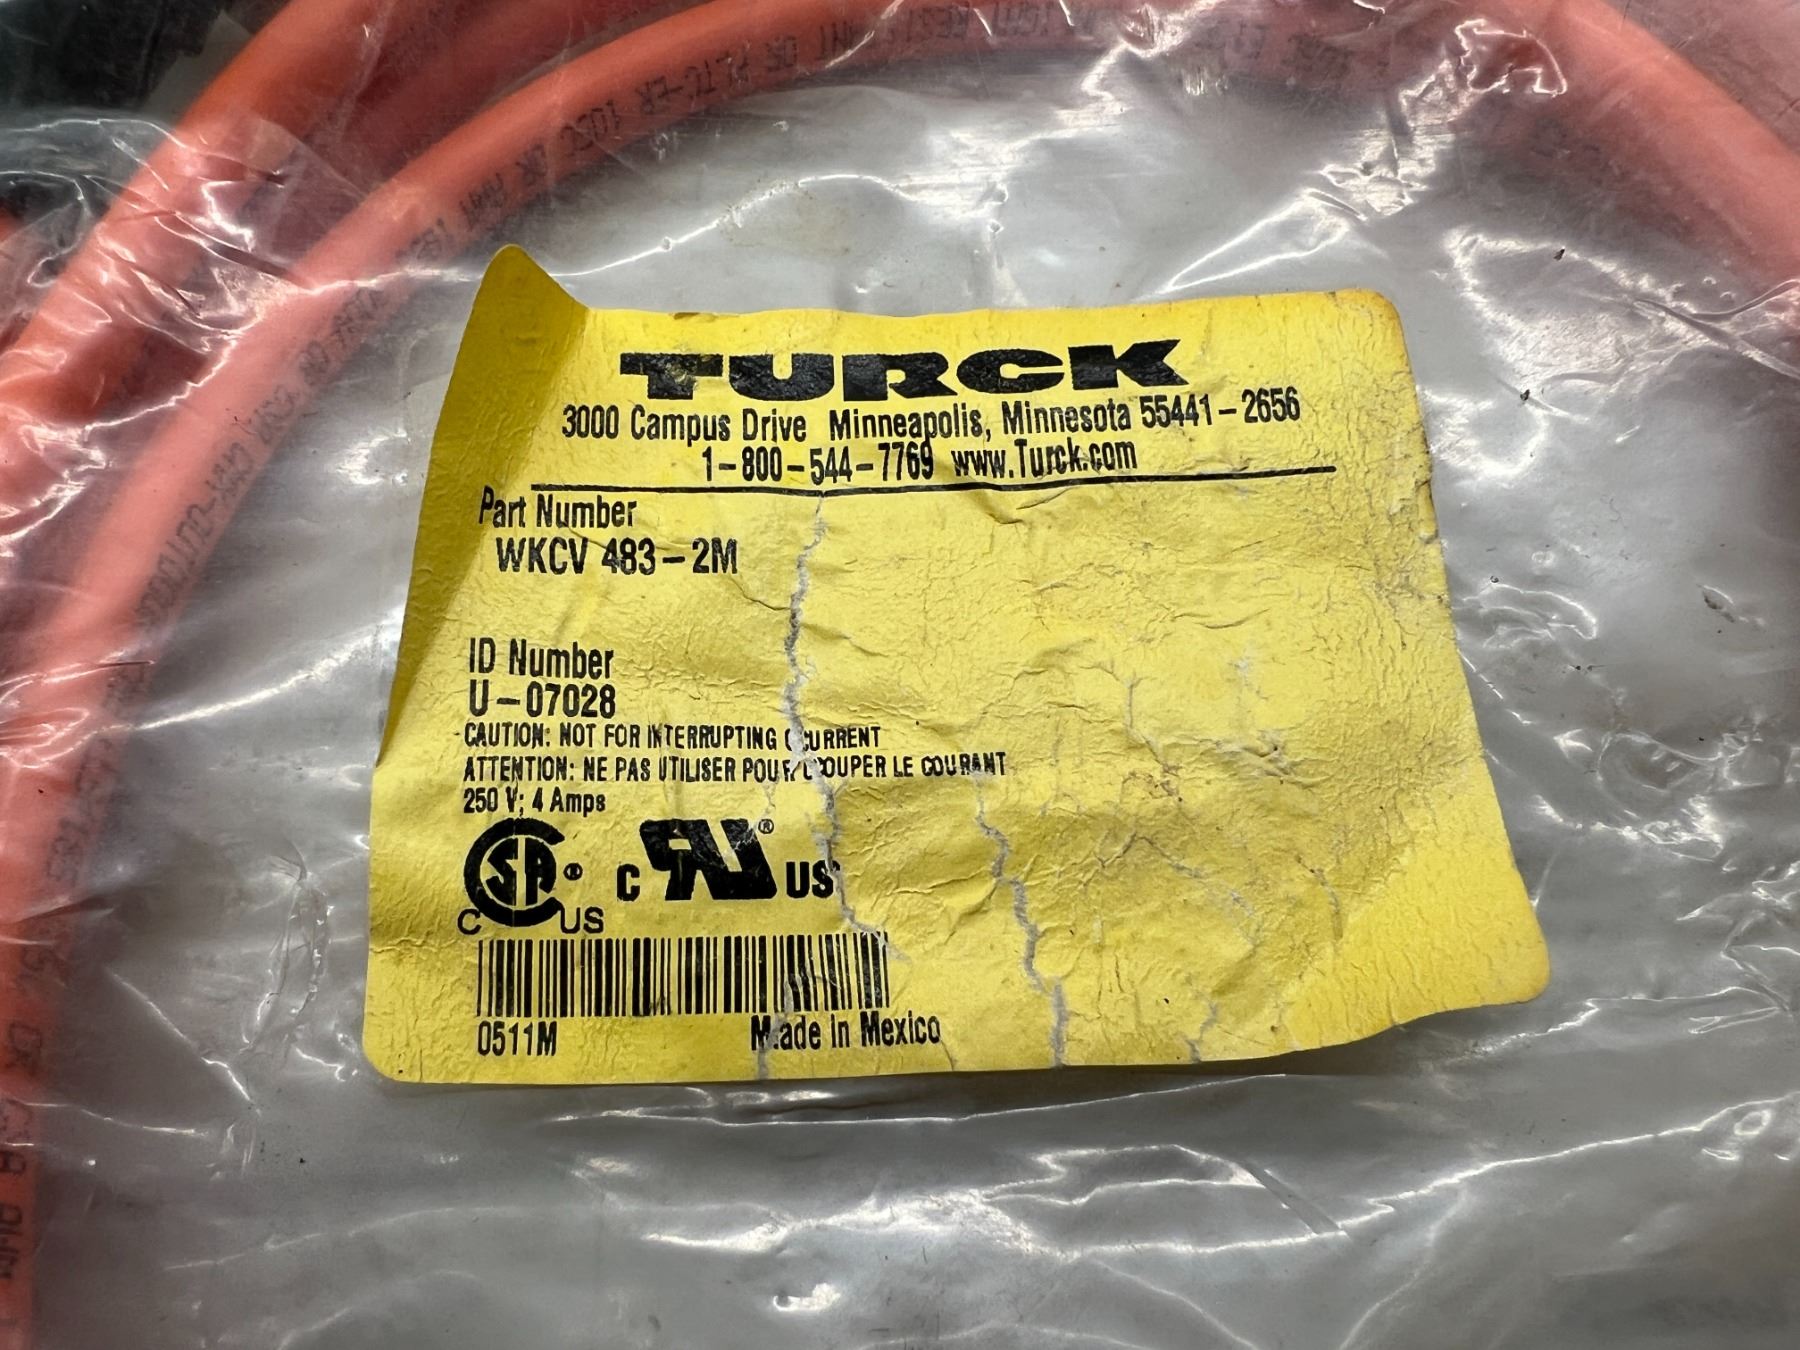 TURCK
3000 Campus Drive Minneapolis, Minnesota 55441-2656
1-800-544-7769 www.Turck.com
Part Number
WKCV 483-2M
ID Number
U-07028
CAUTION: NOT FOR INTERRUPTING CURRENT
ATTENTION: NE PAS UTILISER POUR COUPER LE COURANT
250 V; 4 Amps
SA ®
C US
C RU ® US
0511M
Made in Mexico